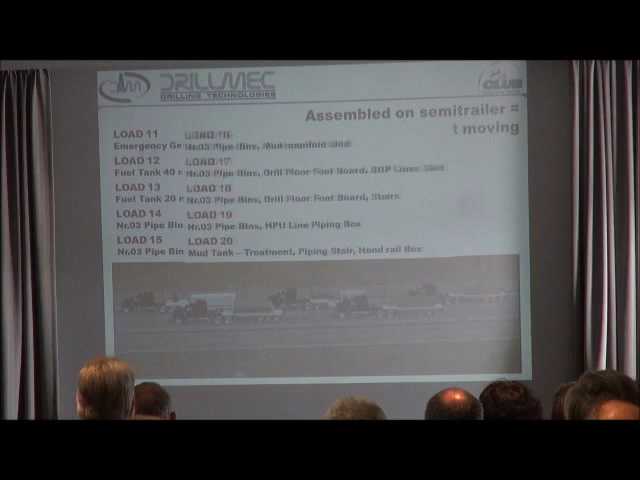 DRILLMEC
DRILLING TECHNOLOGIES
CLUB
Assembled on semitrailer =
t moving
LOAD 11
Emergency Ge
LOAD 12
Fuel Tank 40
LOAD 13
Fuel Tank 20
LOAD 14
Nr.03 Pipe Bin
LOAD 15
Nr.03 Pipe Bin
LOAD 16
Nr.03 Pipe Bins, Mud manifold Skid
LOAD 17
Nr.03 Pipe Bins, Drill Floor Foot Board, BOP Lines Skid
LOAD 18
Nr.03 Pipe Bins, Drill Floor Foot Board, Stairs
LOAD 19
Nr.03 Pipe Bins, HPU Line Piping Box
LOAD 20
Mud Tank – Treatment, Piping Stair, Hand rail Box